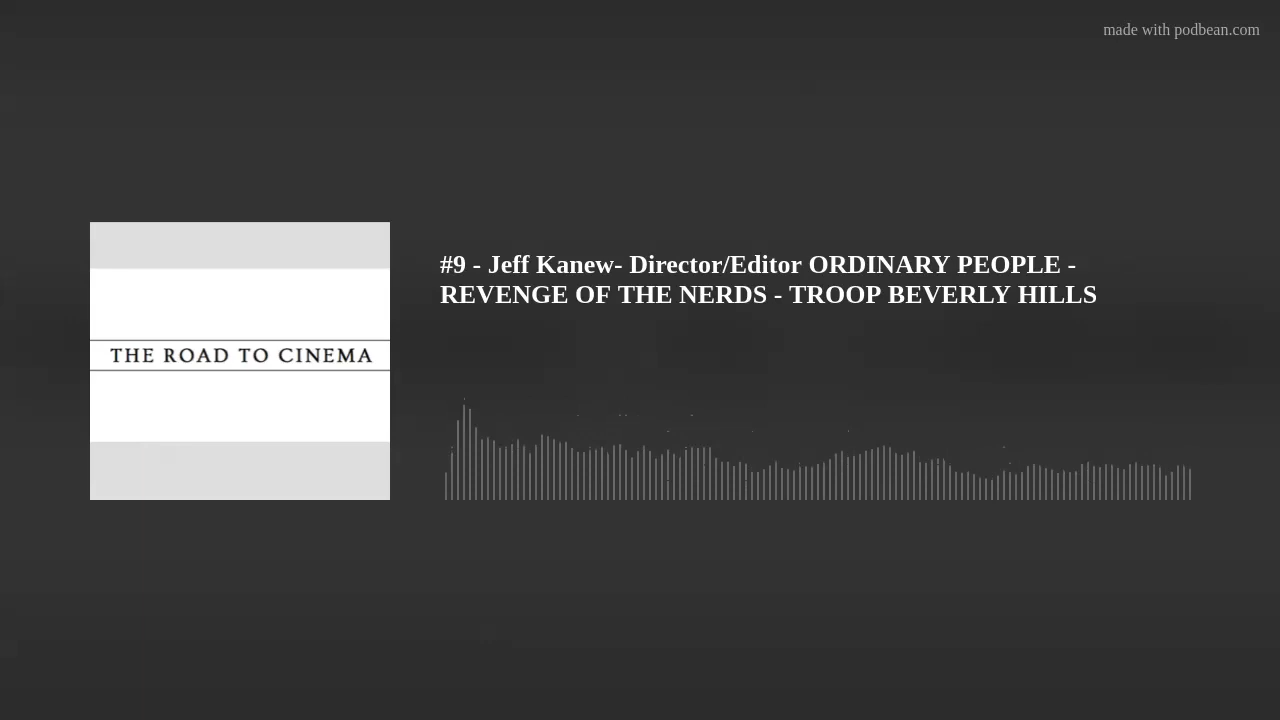 made with podbean.com
#9 - Jeff Kanew- Director/Editor ORDINARY PEOPLE -
REVENGE OF THE NERDS - TROOP BEVERLY HILLS
THE ROAD TO CINEMA